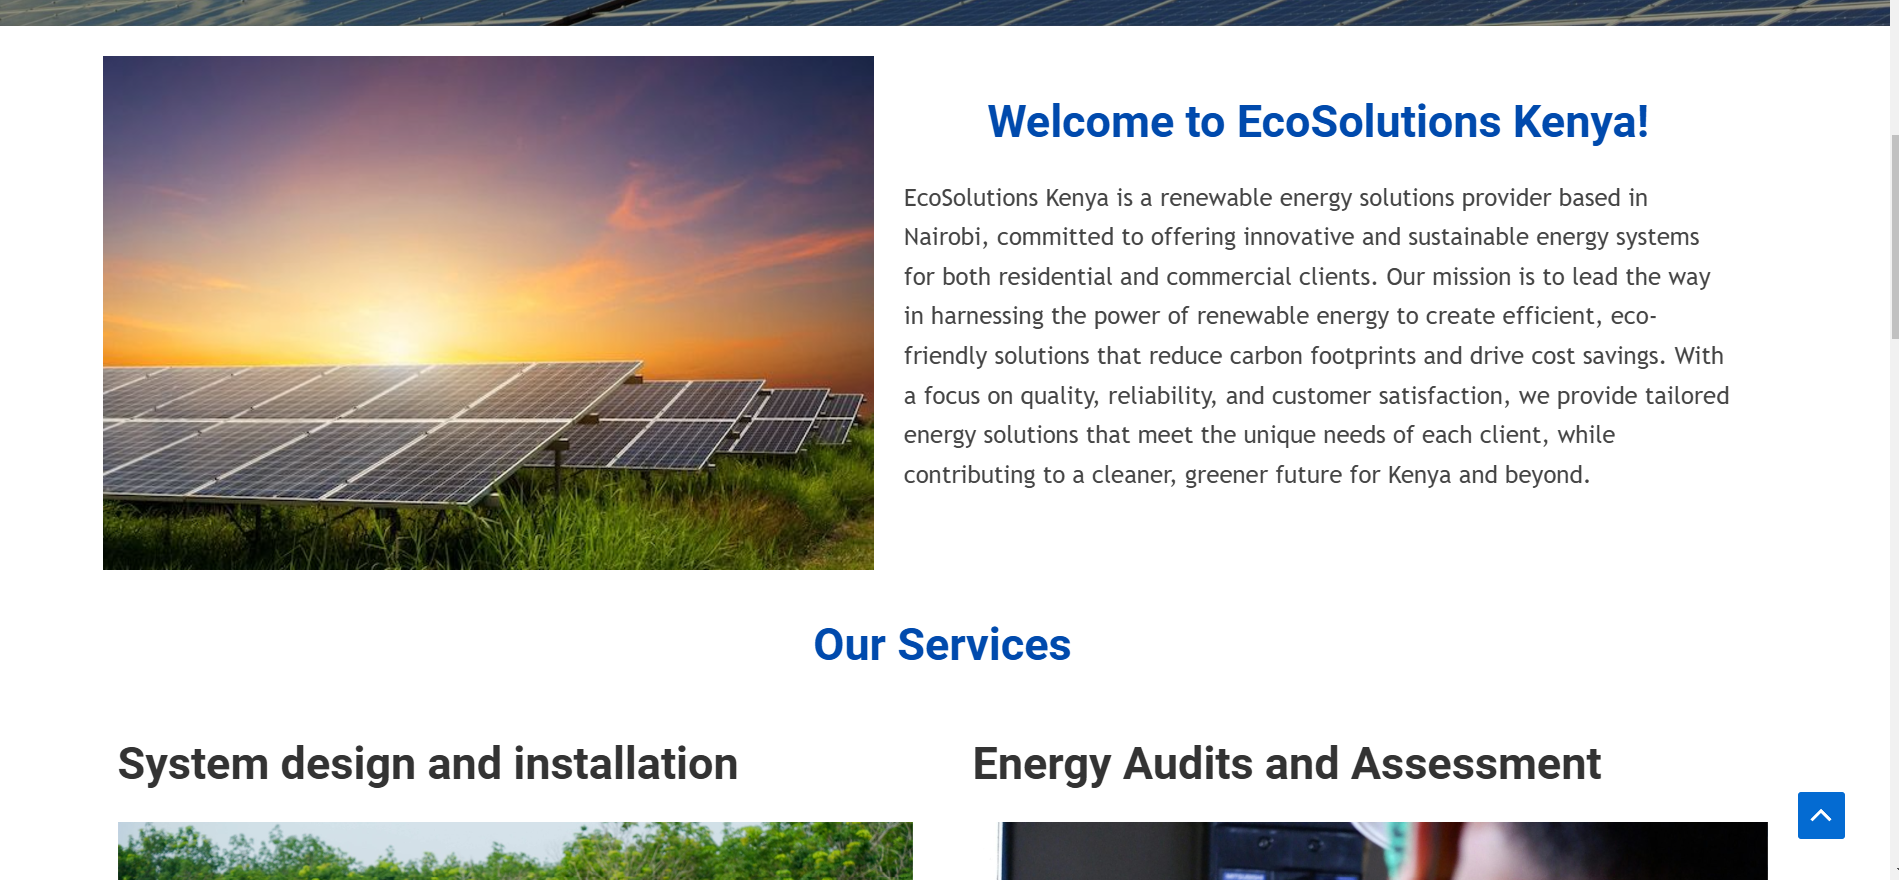 Welcome to EcoSolutions Kenya!
EcoSolutions Kenya is a renewable energy solutions provider based in
Nairobi, committed to offering innovative and sustainable energy systems
for both residential and commercial clients. Our mission is to lead the way
in harnessing the power of renewable energy to create efficient, eco-
friendly solutions that reduce carbon footprints and drive cost savings. With
a focus on quality, reliability, and customer satisfaction, we provide tailored
energy solutions that meet the unique needs of each client, while
contributing to a cleaner, greener future for Kenya and beyond.
Our Services
System design and installation
Energy Audits and Assessment